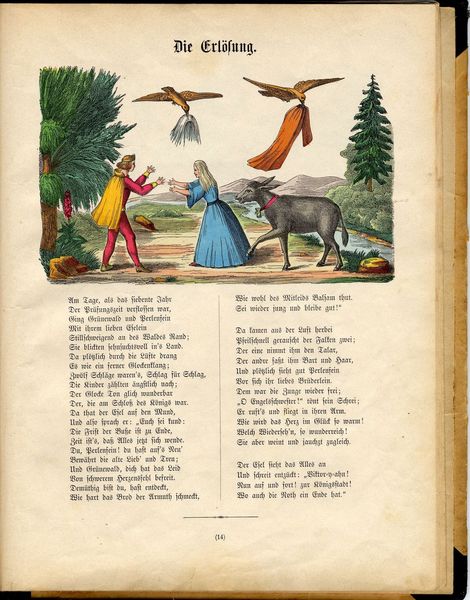 Die Erlösung.
Am Tage, als das siebente Jahr
Der Prüfungszeit verflossen war,
Ging Grünewald und Perlenfein
Mit ihrem lieben Eselein
Stillschweigend an des Waldes Rand;
Sie blickten sehnsuchtsvoll in's Land.
Da plötzlich durch die Lüfte drang
Es wie ein ferner Glockenklang;
Zwölf Schläge waren's, Schlag für Schlag,
Die Kinder zählten ängstlich nach;
Der Glocke Ton glich wunderbar
Der, die am Schloß des Königs war.
Da that der Esel auf den Mund,
Und also sprach er: „Euch sei kund:
Die Frist der Buße ist zu Ende,
Zeit ist's, daß Alles jetzt sich wende.
Du, Perlenfein! du hast auf's Neu'
Bewährt die alte Lieb' und Treu;
Und Grünewald, dich hat das Leid
Von schwerem Herzensfehl befreit.
Demüthig bist du, hast entdeckt,
Wie hart das Brod der Armuth schmeckt,
Wie wohl des Mitleids Balsam thut.
Sei wieder jung und bleibe gut!“
Da kamen aus der Luft herbei
Pfeilschnell gerauscht der Falken zwei;
Der eine nimmt ihm den Talar,
Der andre faßt ihm Bart und Haar,
Und plötzlich sieht gut Perlenfein
Vor sich ihr liebes Brüderlein.
Dem war die Zunge wieder frei;
„O Engelsschwester!“ tönt sein Schrei;
Er ruft's und fliegt in ihren Arm.
Wie wird das Herz im Glück so warm!
Welch Wiederseh'n, so wunderreich!
Sie aber weint und jauchzt zugleich.
Der Esel sieht das Alles an
Und schreit entzückt: „Viktor-y-ahn!
Nun auf und fort! zur Königsstadt!
Wo auch die Noth ein Ende hat.“
(14)